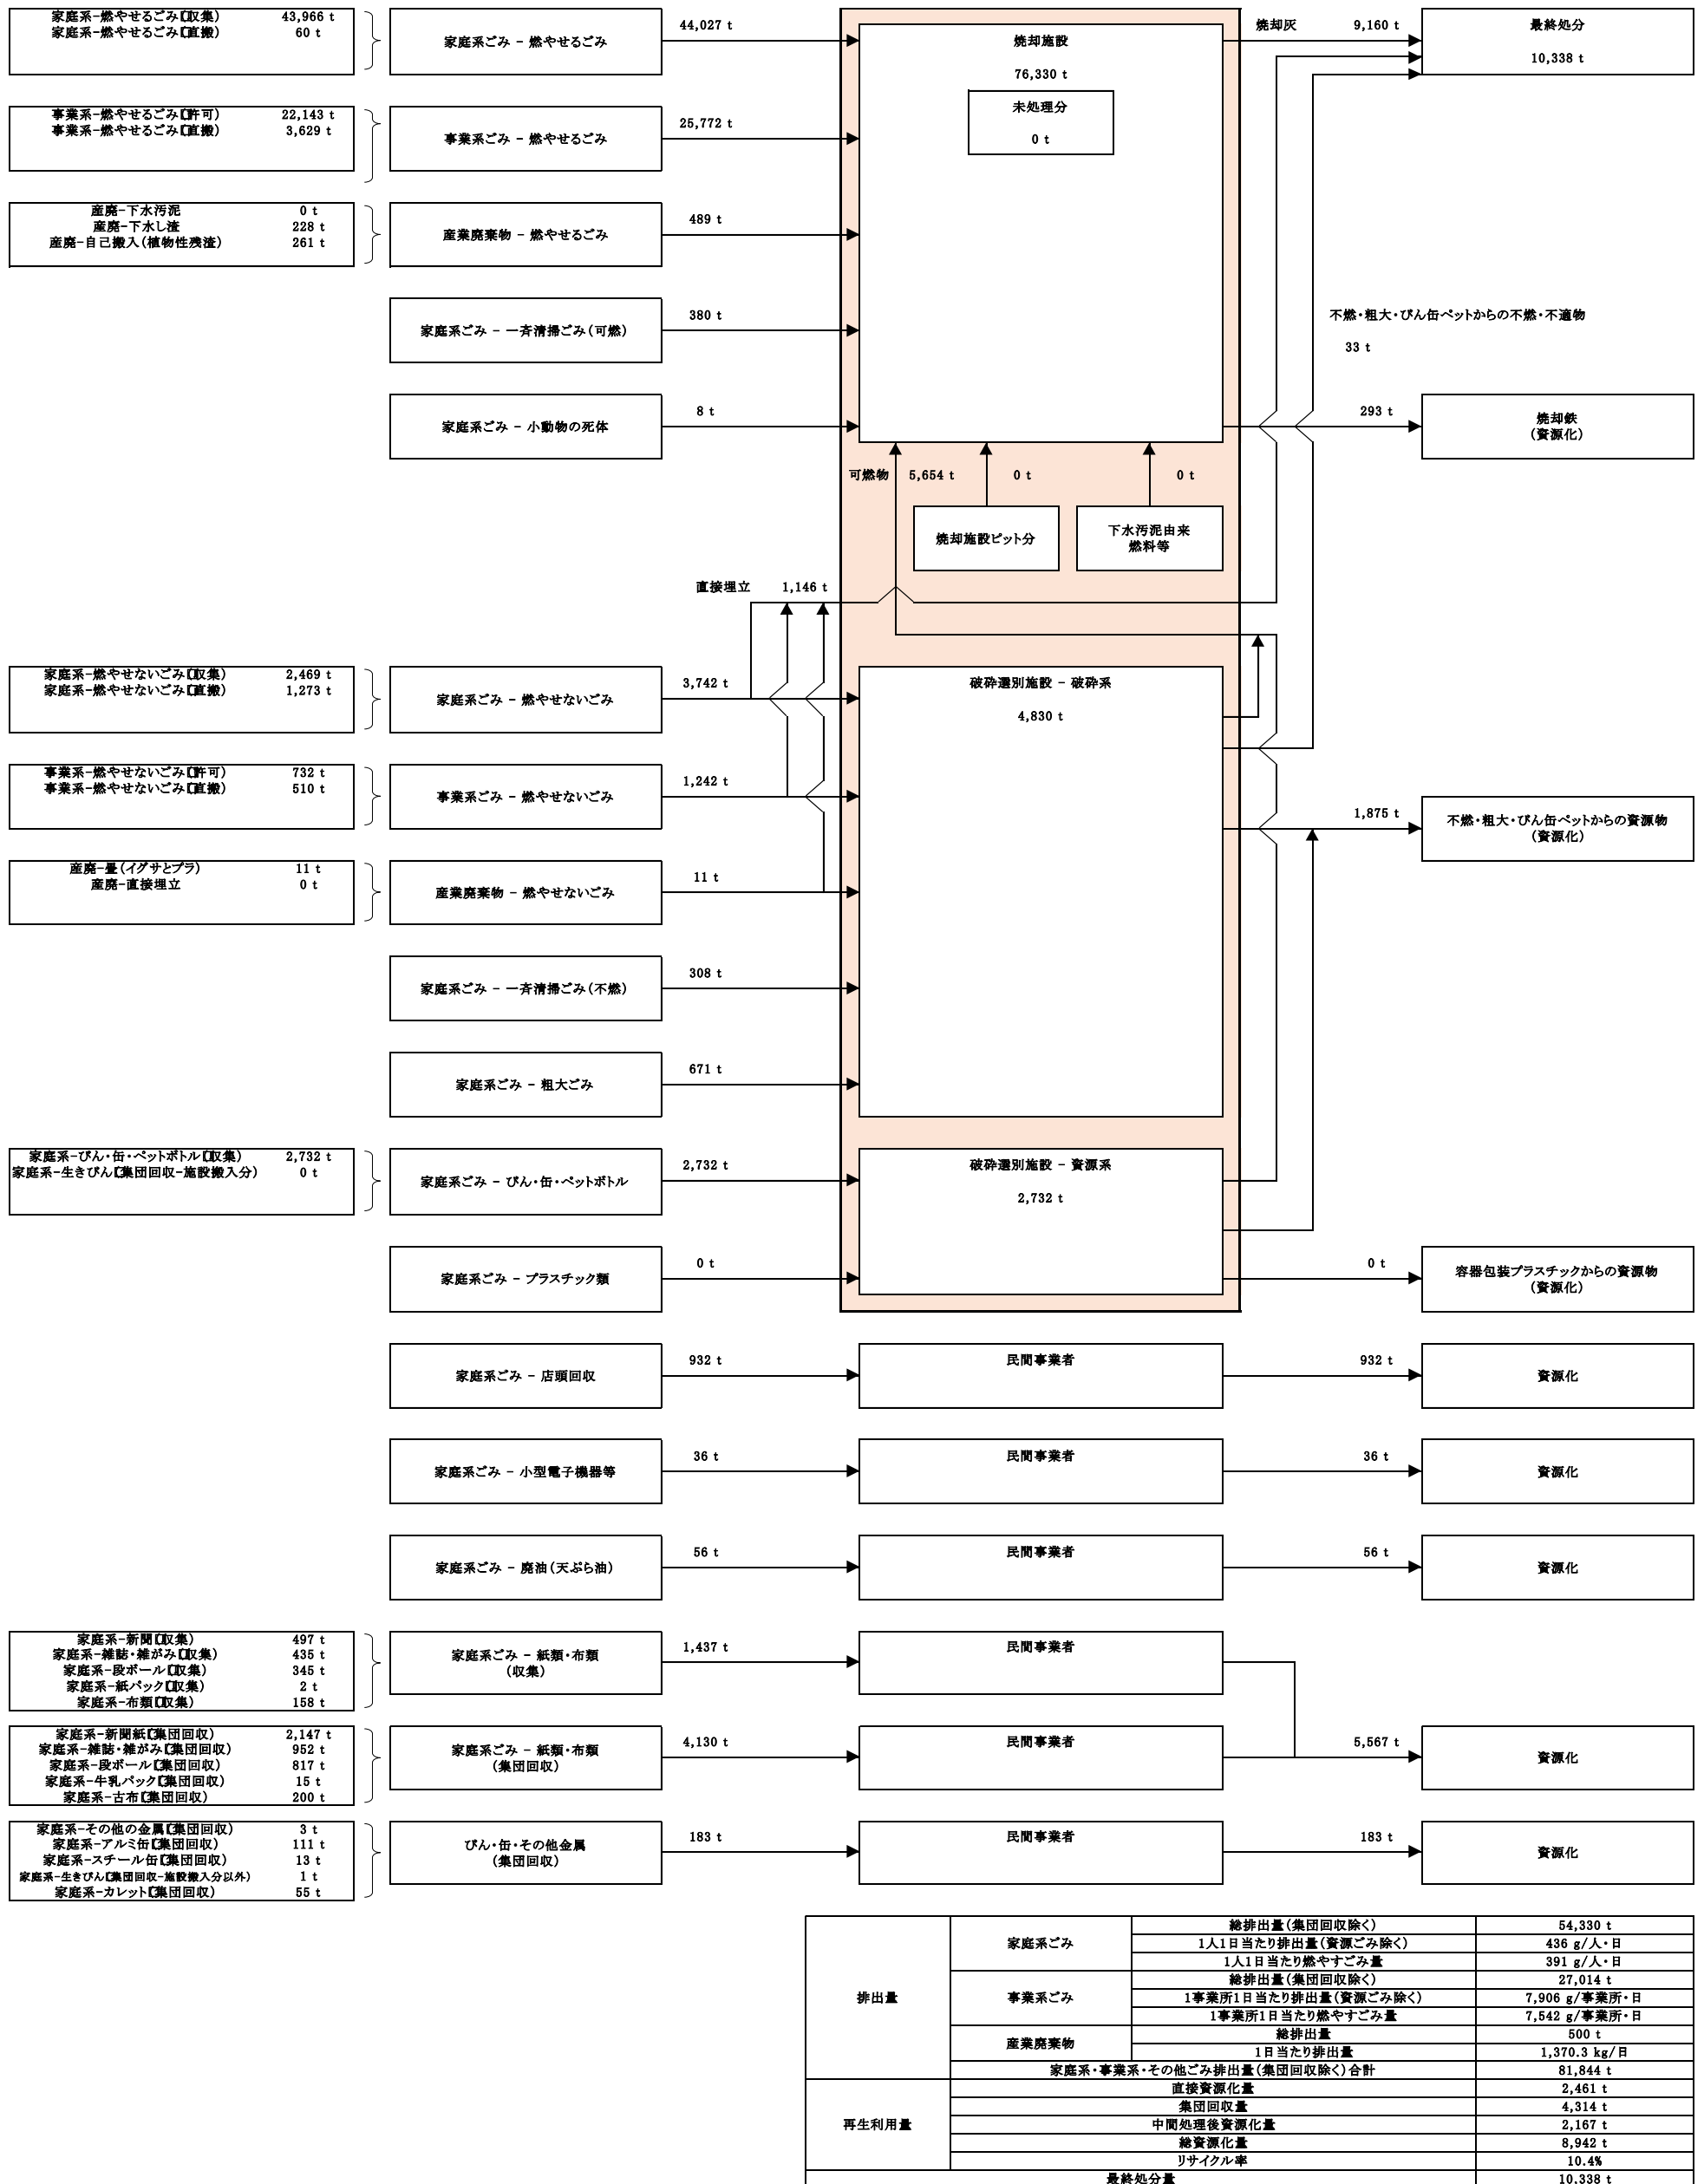 家庭系-燃やせるごみ【収集】 43,966 t
家庭系-燃やせるごみ【直搬】 60 t
家庭系ごみ - 燃やせるごみ
44,027 t
焼却施設
76,330 t
未処理分
0 t
焼却灰 9,160 t
最終処分
10,338 t
事業系-燃やせるごみ【許可】 22,143 t
事業系-燃やせるごみ【直搬】 3,629 t
事業系ごみ - 燃やせるごみ
25,772 t
産廃-下水汚泥 0 t
産廃-下水し渣 228 t
産廃-自己搬入(植物性残渣) 261 t
産業廃棄物 - 燃やせるごみ
489 t
家庭系ごみ - 一斉清掃ごみ(可燃)
380 t
不燃・粗大・びん缶ペットからの不燃・不適物
33 t
家庭系ごみ - 小動物の死体
8 t
293 t
焼却鉄
(資源化)
可燃物 5,654 t
0 t
0 t
焼却施設ピット分
下水汚泥由来
燃料等
直接埋立 1,146 t
家庭系-燃やせないごみ【収集】 2,469 t
家庭系-燃やせないごみ【直搬】 1,273 t
家庭系ごみ - 燃やせないごみ
3,742 t
破砕選別施設 - 破砕系
4,830 t
事業系-燃やせないごみ【許可】 732 t
事業系-燃やせないごみ【直搬】 510 t
事業系ごみ - 燃やせないごみ
1,242 t
1,875 t
不燃・粗大・びん缶ペットからの資源物
(資源化)
産廃-畳(イグサとプラ) 11 t
産廃-直接埋立 0 t
産業廃棄物 - 燃やせないごみ
11 t
家庭系ごみ - 一斉清掃ごみ(不燃)
308 t
家庭系ごみ - 粗大ごみ
671 t
家庭系-びん・缶・ペットボトル【収集】 2,732 t
家庭系-生きびん【集団回収-施設搬入分】 0 t
家庭系ごみ - びん・缶・ペットボトル
2,732 t
破砕選別施設 - 資源系
2,732 t
家庭系ごみ - プラスチック類
0 t
0 t
容器包装プラスチックからの資源物
(資源化)
家庭系ごみ - 店頭回収
932 t
民間事業者
932 t
資源化
家庭系ごみ - 小型電子機器等
36 t
民間事業者
36 t
資源化
家庭系ごみ - 廃油(天ぷら油)
56 t
民間事業者
56 t
資源化
家庭系-新聞【収集】 497 t
家庭系-雑誌・雑がみ【収集】 435 t
家庭系-段ボール【収集】 345 t
家庭系-紙パック【収集】 2 t
家庭系-布類【収集】 158 t
家庭系ごみ - 紙類・布類
(収集)
1,437 t
民間事業者
家庭系-新聞紙【集団回収】 2,147 t
家庭系-雑誌・雑がみ【集団回収】 952 t
家庭系-段ボール【集団回収】 817 t
家庭系-牛乳パック【集団回収】 15 t
家庭系-古布【集団回収】 200 t
家庭系ごみ - 紙類・布類
(集団回収)
4,130 t
民間事業者
5,567 t
資源化
家庭系-その他の金属【集団回収】 3 t
家庭系-アルミ缶【集団回収】 111 t
家庭系-スチール缶【集団回収】 13 t
家庭系-生きびん【集団回収-施設搬入分以外】 1 t
家庭系-カレット【集団回収】 55 t
びん・缶・その他金属
(集団回収)
183 t
民間事業者
183 t
資源化
排出量
家庭系ごみ
総排出量(集団回収除く) 54,330 t
1人1日当たり排出量(資源ごみ除く) 436 g/人・日
1人1日当たり燃やすごみ量 391 g/人・日
事業系ごみ
総排出量(集団回収除く) 27,014 t
1事業所1日当たり排出量(資源ごみ除く) 7,906 g/事業所・日
1事業所1日当たり燃やすごみ量 7,542 g/事業所・日
産業廃棄物
総排出量 500 t
1日当たり排出量 1,370.3 kg/日
家庭系・事業系・その他ごみ排出量(集団回収除く)合計 81,844 t
再生利用量
直接資源化量 2,461 t
集団回収量 4,314 t
中間処理後資源化量 2,167 t
総資源化量 8,942 t
リサイクル率 10.4%
最終処分量 10,338 t